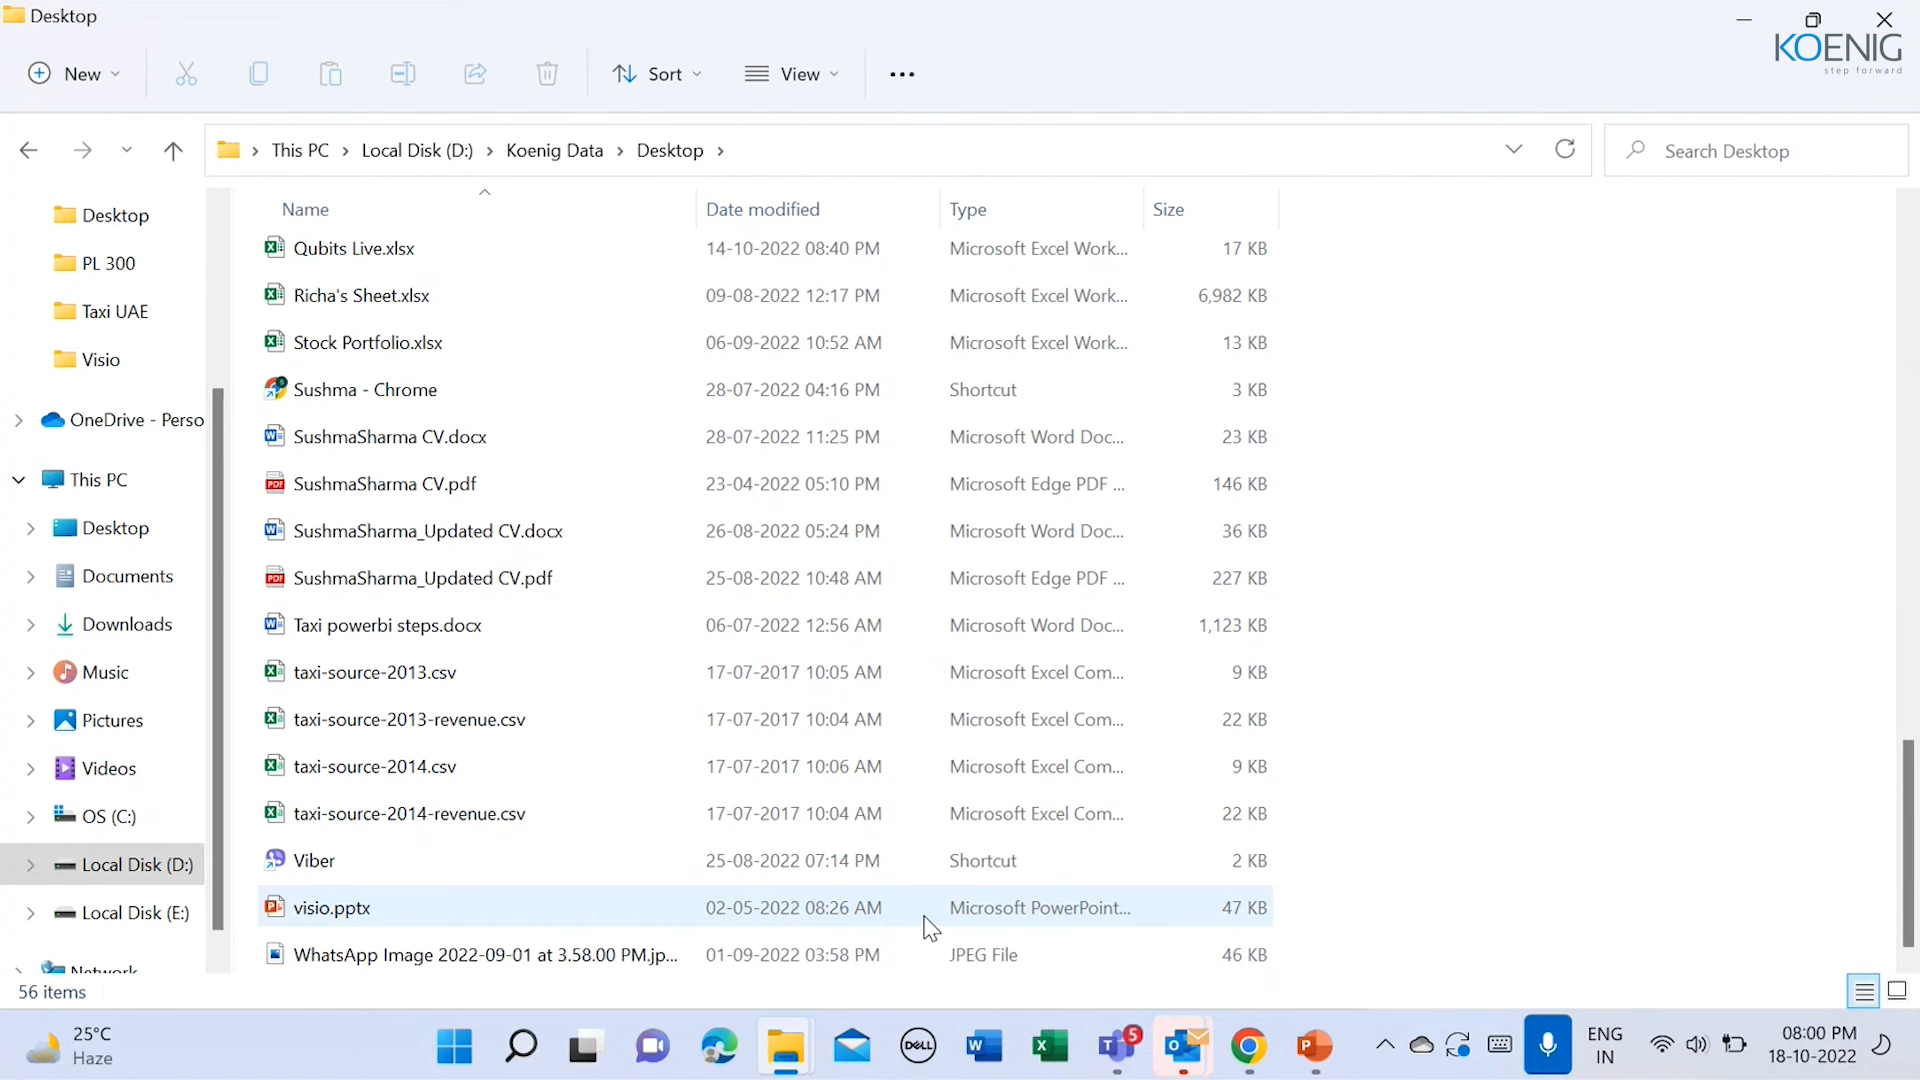 Desktop
KOENIG
step forward
New
Sort
View
This PC
Local Disk (D:)
Koenig Data
Desktop
Search Desktop
Name
Date modified
Type
Size
Desktop
PL 300
Taxi UAE
Visio
OneDrive - Perso
This PC
Desktop
Documents
Downloads
Music
Pictures
Videos
OS (C:)
Local Disk (D:)
Local Disk (E:)
Network
Qubits Live.xlsx 14-10-2022 08:40 PM Microsoft Excel Work... 17 KB
Richa's Sheet.xlsx 09-08-2022 12:17 PM Microsoft Excel Work... 6,982 KB
Stock Portfolio.xlsx 06-09-2022 10:52 AM Microsoft Excel Work... 13 KB
Sushma - Chrome 28-07-2022 04:16 PM Shortcut 3 KB
SushmaSharma CV.docx 28-07-2022 11:25 PM Microsoft Word Doc... 23 KB
SushmaSharma CV.pdf 23-04-2022 05:10 PM Microsoft Edge PDF ... 146 KB
SushmaSharma_Updated CV.docx 26-08-2022 05:24 PM Microsoft Word Doc... 36 KB
SushmaSharma_Updated CV.pdf 25-08-2022 10:48 AM Microsoft Edge PDF ... 227 KB
Taxi powerbi steps.docx 06-07-2022 12:56 AM Microsoft Word Doc... 1,123 KB
taxi-source-2013.csv 17-07-2017 10:05 AM Microsoft Excel Com... 9 KB
taxi-source-2013-revenue.csv 17-07-2017 10:04 AM Microsoft Excel Com... 22 KB
taxi-source-2014.csv 17-07-2017 10:06 AM Microsoft Excel Com... 9 KB
taxi-source-2014-revenue.csv 17-07-2017 10:04 AM Microsoft Excel Com... 22 KB
Viber 25-08-2022 07:14 PM Shortcut 2 KB
visio.pptx 02-05-2022 08:26 AM Microsoft PowerPoint... 47 KB
WhatsApp Image 2022-09-01 at 3.58.00 PM.jp... 01-09-2022 03:58 PM JPEG File 46 KB
56 items
25°C
Haze
DELL
5
ENG
IN
08:00 PM
18-10-2022